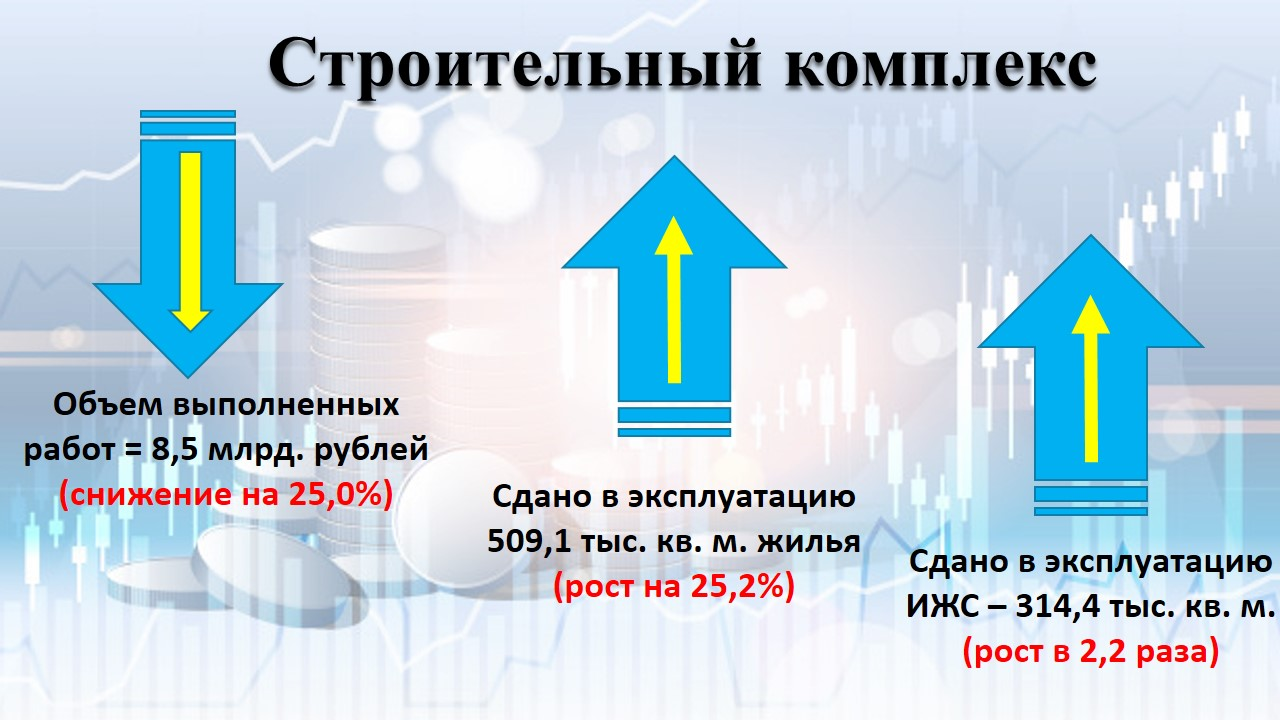 Строительный комплекс
Объем выполненных
работ = 8,5 млрд. рублей
(снижение на 25,0%)
Сдано в эксплуатацию
509,1 тыс. кв. м. жилья
(рост на 25,2%)
Сдано в эксплуатацию
ИЖС – 314,4 тыс. кв. м.
(рост в 2,2 раза)